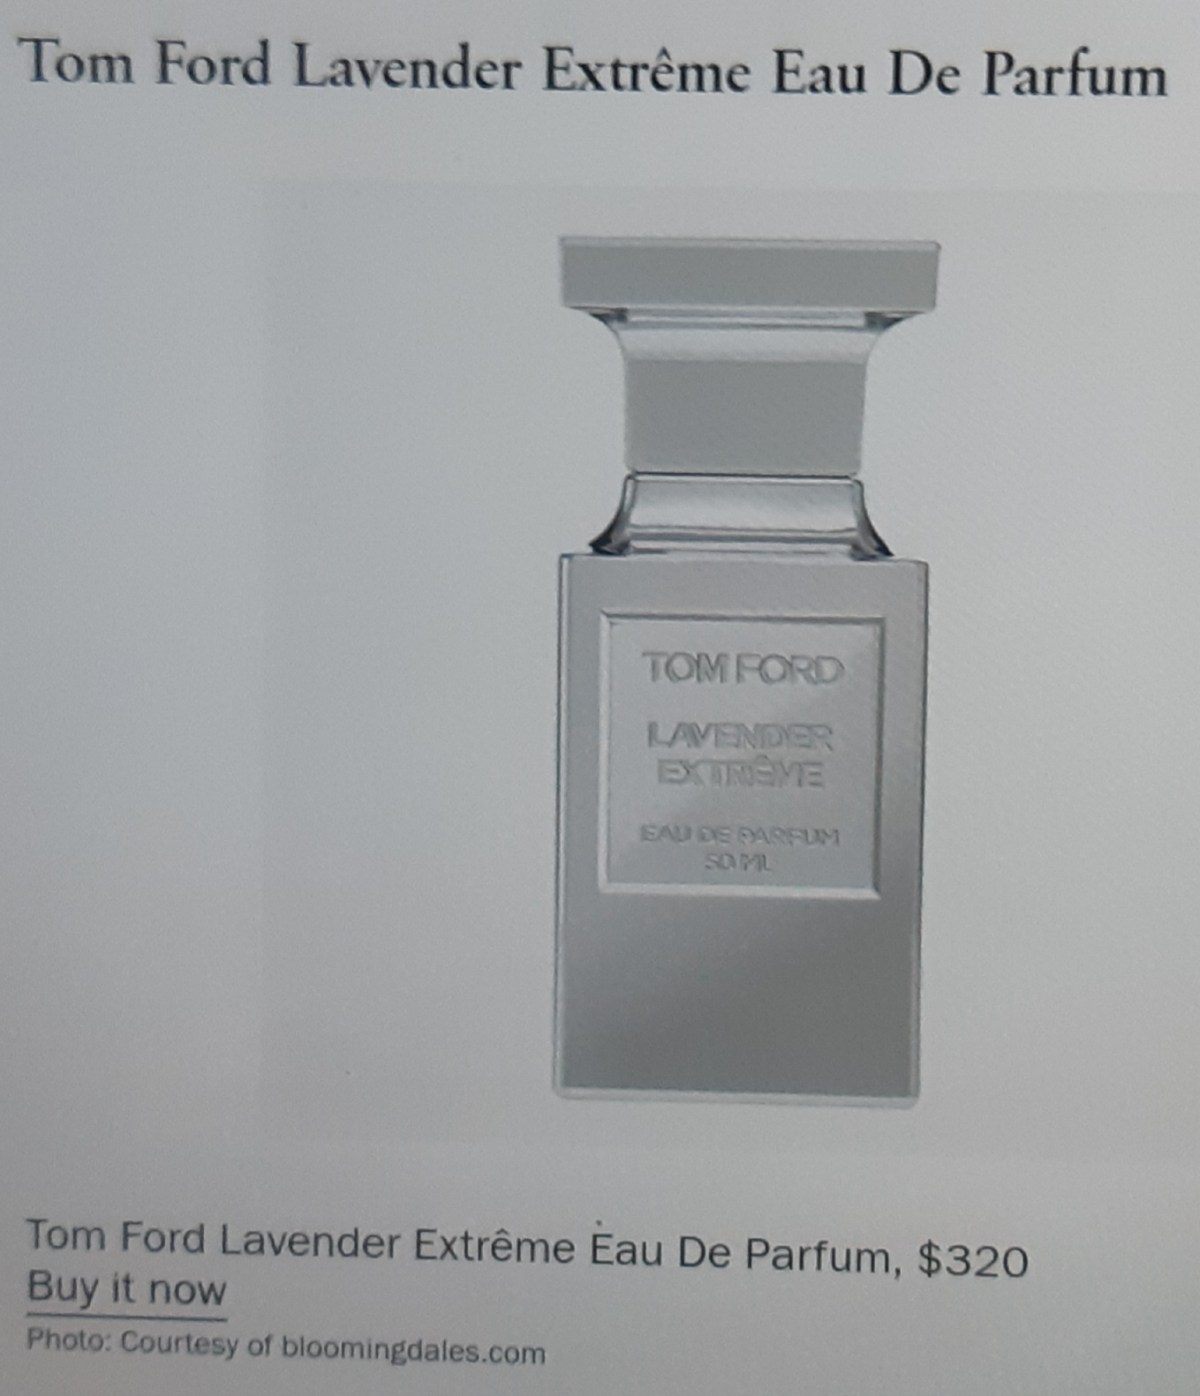 Tom Ford Lavender Extrême Eau De Parfum
TOM FORD
LAVENDER
EXTRÊME
EAU DE PARFUM
50 ML
Tom Ford Lavender Extrême Eau De Parfum, $320
Buy it now
Photo: Courtesy of bloomingdales.com